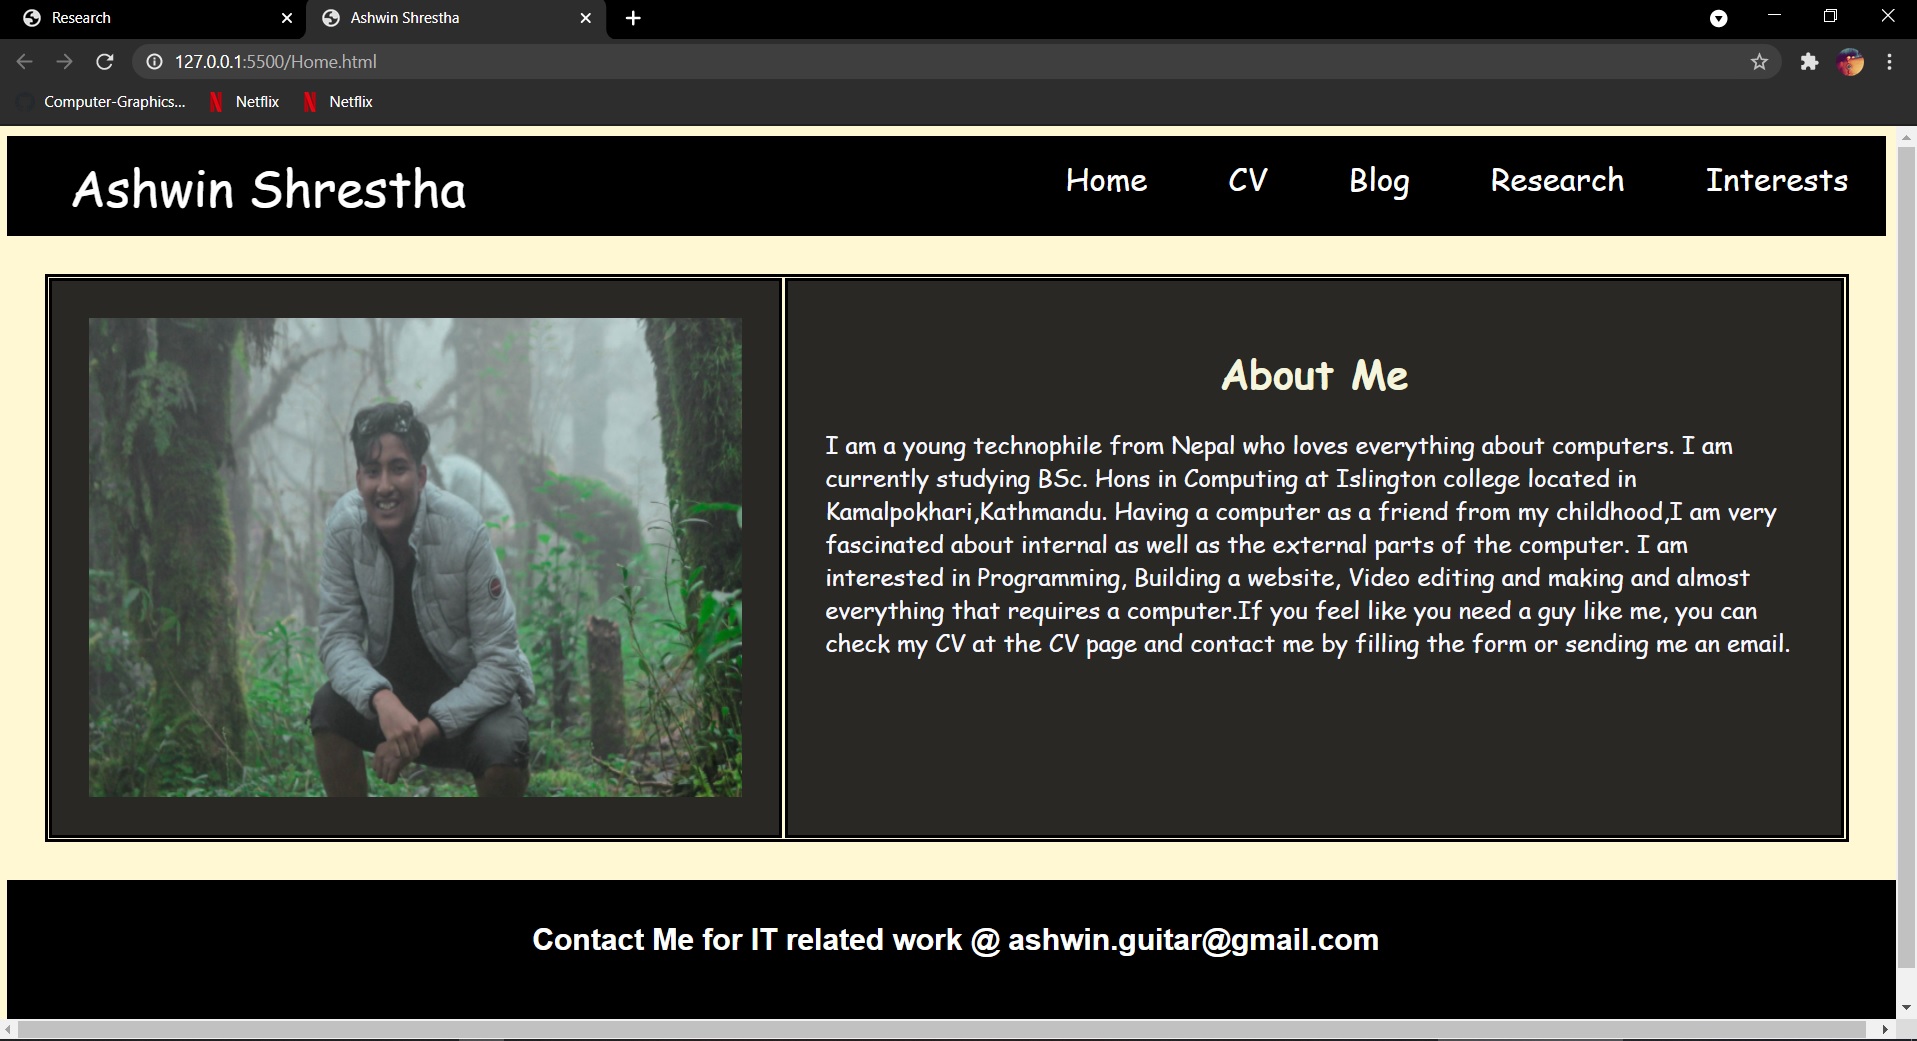 Research
Ashwin Shrestha
127.0.0.1:5500/Home.html
Computer-Graphics...
Netflix
Netflix
Ashwin Shrestha
Home
CV
Blog
Research
Interests
About Me
I am a young technophile from Nepal who loves everything about computers. I am
currently studying BSc. Hons in Computing at Islington college located in
Kamalpokhari,Kathmandu. Having a computer as a friend from my childhood,I am very
fascinated about internal as well as the external parts of the computer. I am
interested in Programming, Building a website, Video editing and making and almost
everything that requires a computer.If you feel like you need a guy like me, you can
check my CV at the CV page and contact me by filling the form or sending me an email.
Contact Me for IT related work @ ashwin.guitar@gmail.com